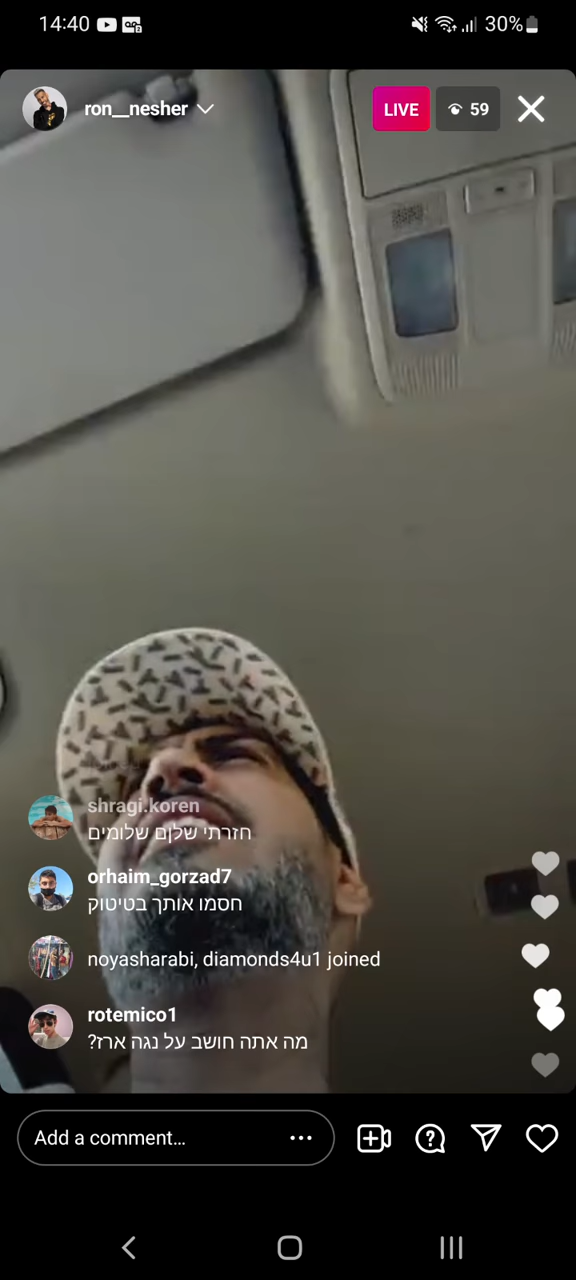 14:40
30%
ron__nesher
LIVE
59
shragi.koren
חזרתי שלןם שלומים
orhaim_gorzad7
חסמו אותך בטיטוק
noyasharabi, diamonds4u1 joined
rotemico1
מה אתה חושב על נגה ארז?
Add a comment…